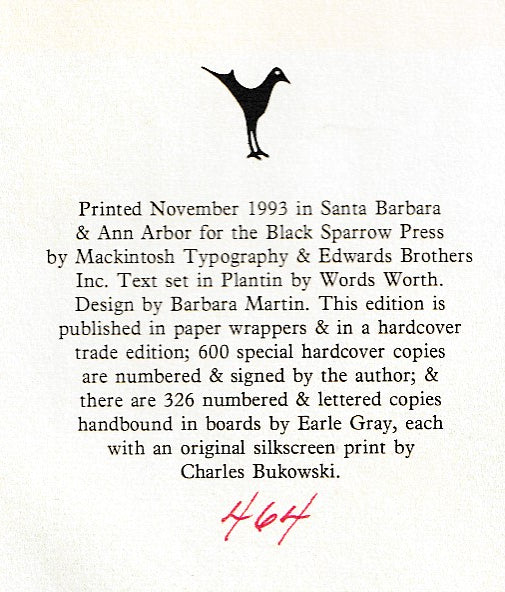 Printed November 1993 in Santa Barbara
& Ann Arbor for the Black Sparrow Press
by Mackintosh Typography & Edwards Brothers
Inc. Text set in Plantin by Words Worth.
Design by Barbara Martin. This edition is
published in paper wrappers & in a hardcover
trade edition; 600 special hardcover copies
are numbered & signed by the author; &
there are 326 numbered & lettered copies
handbound in boards by Earle Gray, each
with an original silkscreen print by
Charles Bukowski.
464